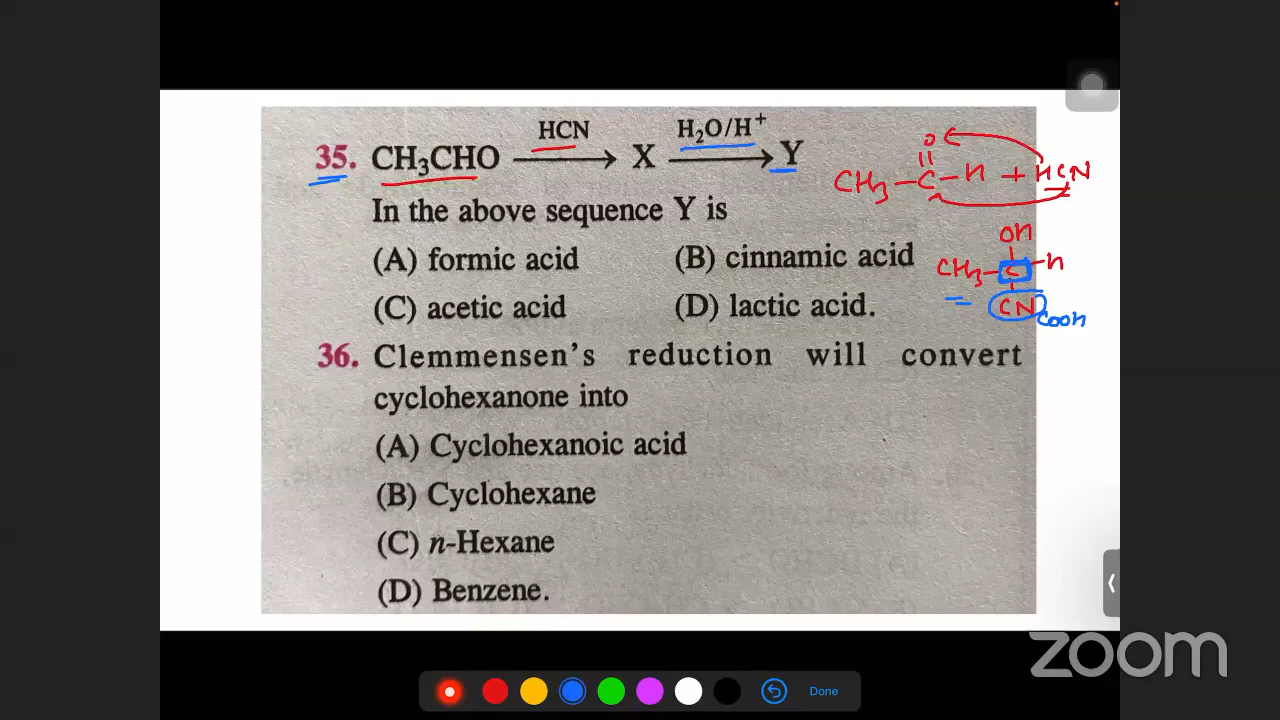 35. CH₃CHO —HCN→ X —H₂O/H⁺→ Y
In the above sequence Y is
(A) formic acid (B) cinnamic acid
(C) acetic acid (D) lactic acid.
36. Clemmensen's reduction will convert
cyclohexanone into
(A) Cyclohexanoic acid
(B) Cyclohexane
(C) n-Hexane
(D) Benzene.
O
CH₃–C–H + HCN
OH
CH₃–C–H
CN
COOH
zoom
Done